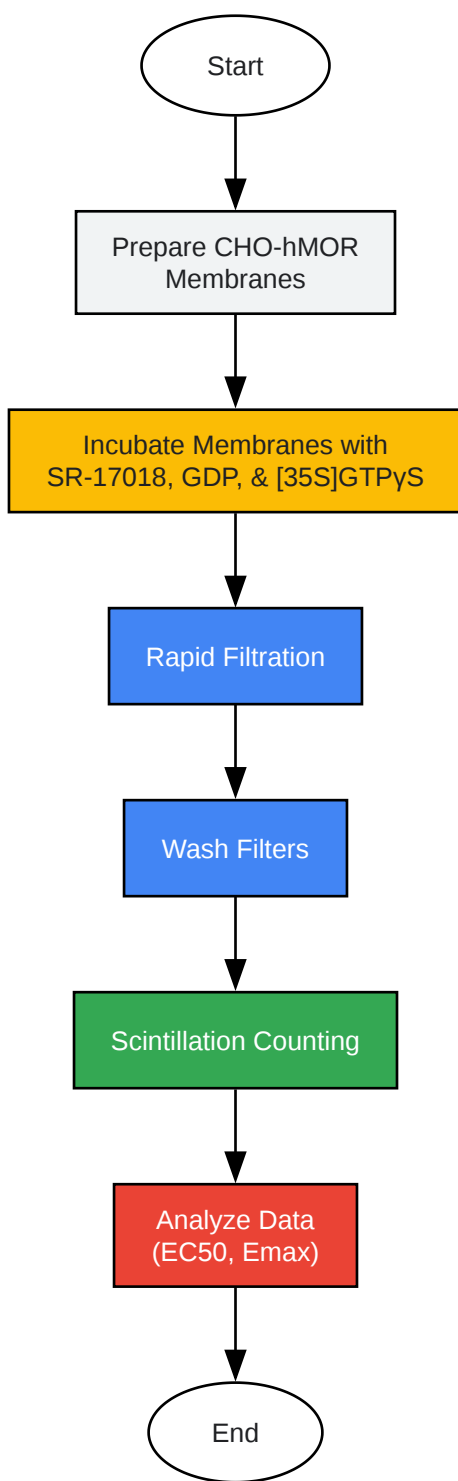 Start
Prepare CHO-hMOR
Membranes
Incubate Membranes with
SR-17018, GDP, & [35S]GTPγS
Rapid Filtration
Wash Filters
Scintillation Counting
Analyze Data
(EC50, Emax)
End